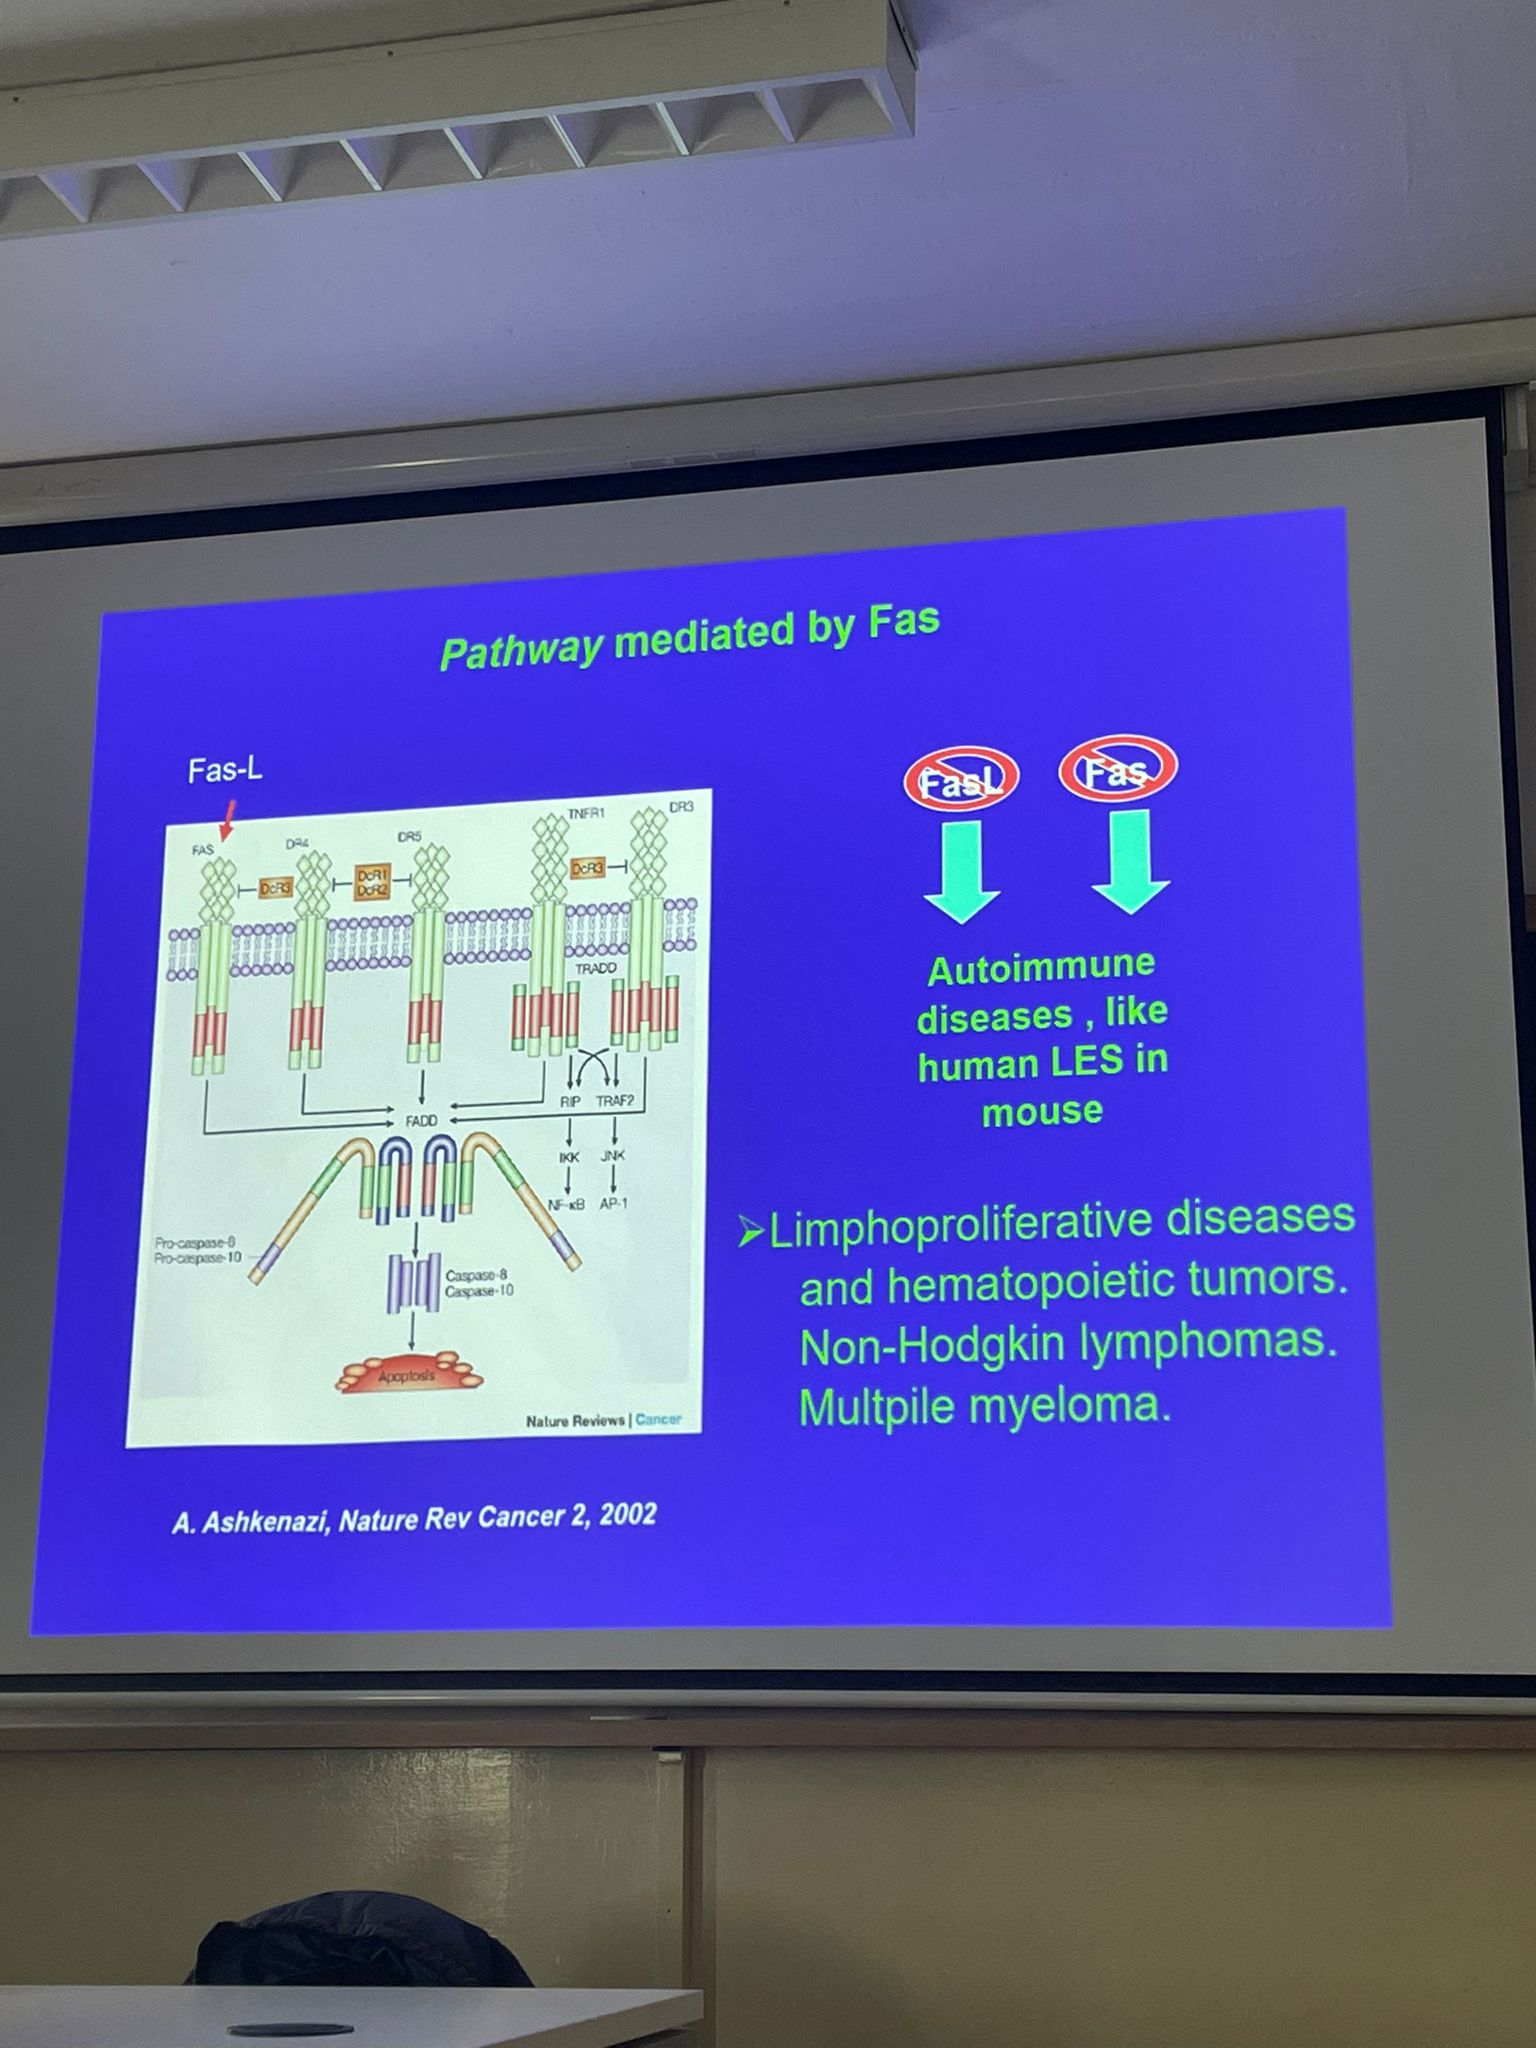 Pathway mediated by Fas
Fas-L
FAS
DR4
DR5
TNFR1
DR3
DcR3
DcR1
DcR2
DcR3
TRADD
RIP
TRAF2
FADD
IKK
JNK
NF-κB
AP-1
Pro-caspase-8
Pro-caspase-10
Caspase-8
Caspase-10
Apoptosis
Nature Reviews | Cancer
A. Ashkenazi, Nature Rev Cancer 2, 2002
FasL
Fas
Autoimmune
diseases , like
human LES in
mouse
➢Limphoproliferative diseases
and hematopoietic tumors.
Non-Hodgkin lymphomas.
Multpile myeloma.